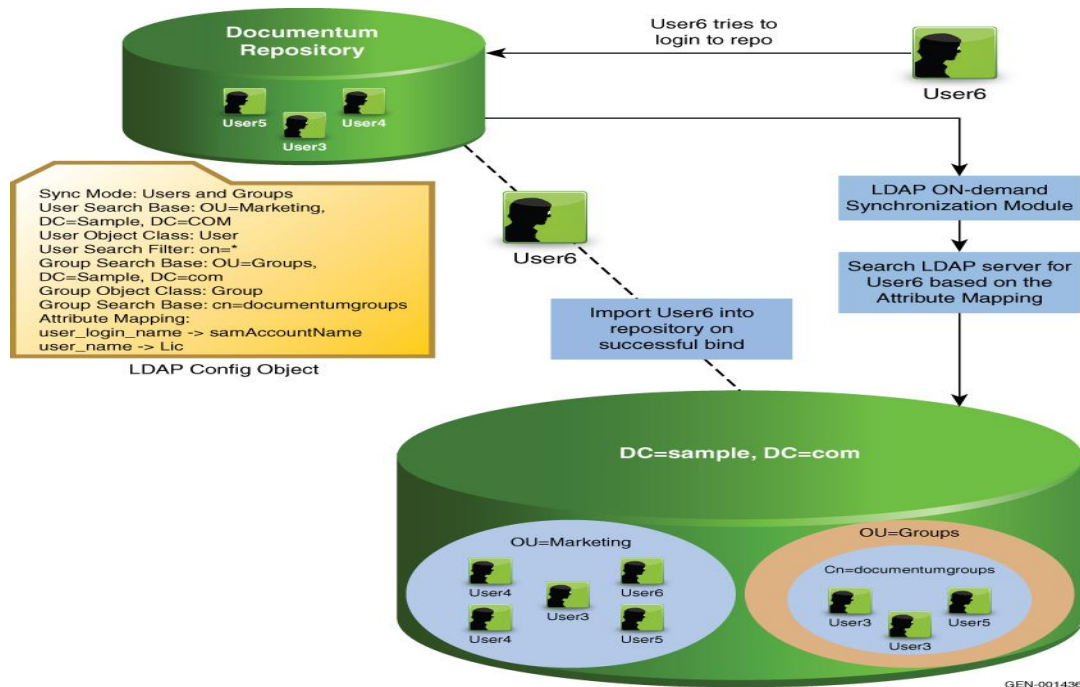 Documentum
Repository
User5
User4
User3
User6 tries to
login to repo
User6
Sync Mode: Users and Groups
User Search Base: OU=Marketing,
DC=Sample, DC=COM
User Object Class: User
User Search Filter: on=*
Group Search Base: OU=Groups,
DC=Sample, DC=com
Group Object Class: Group
Group Search Base: cn=documentumgroups
Attribute Mapping:
user_login_name -> samAccountName
user_name -> Lic
LDAP Config Object
User6
Import User6 into
repository on
successful bind
LDAP ON-demand
Synchronization Module
Search LDAP server for
User6 based on the
Attribute Mapping
DC=sample, DC=com
OU=Marketing
User4
User6
User3
User4
User5
OU=Groups
Cn=documentumgroups
User3
User5
User3
GEN-001436